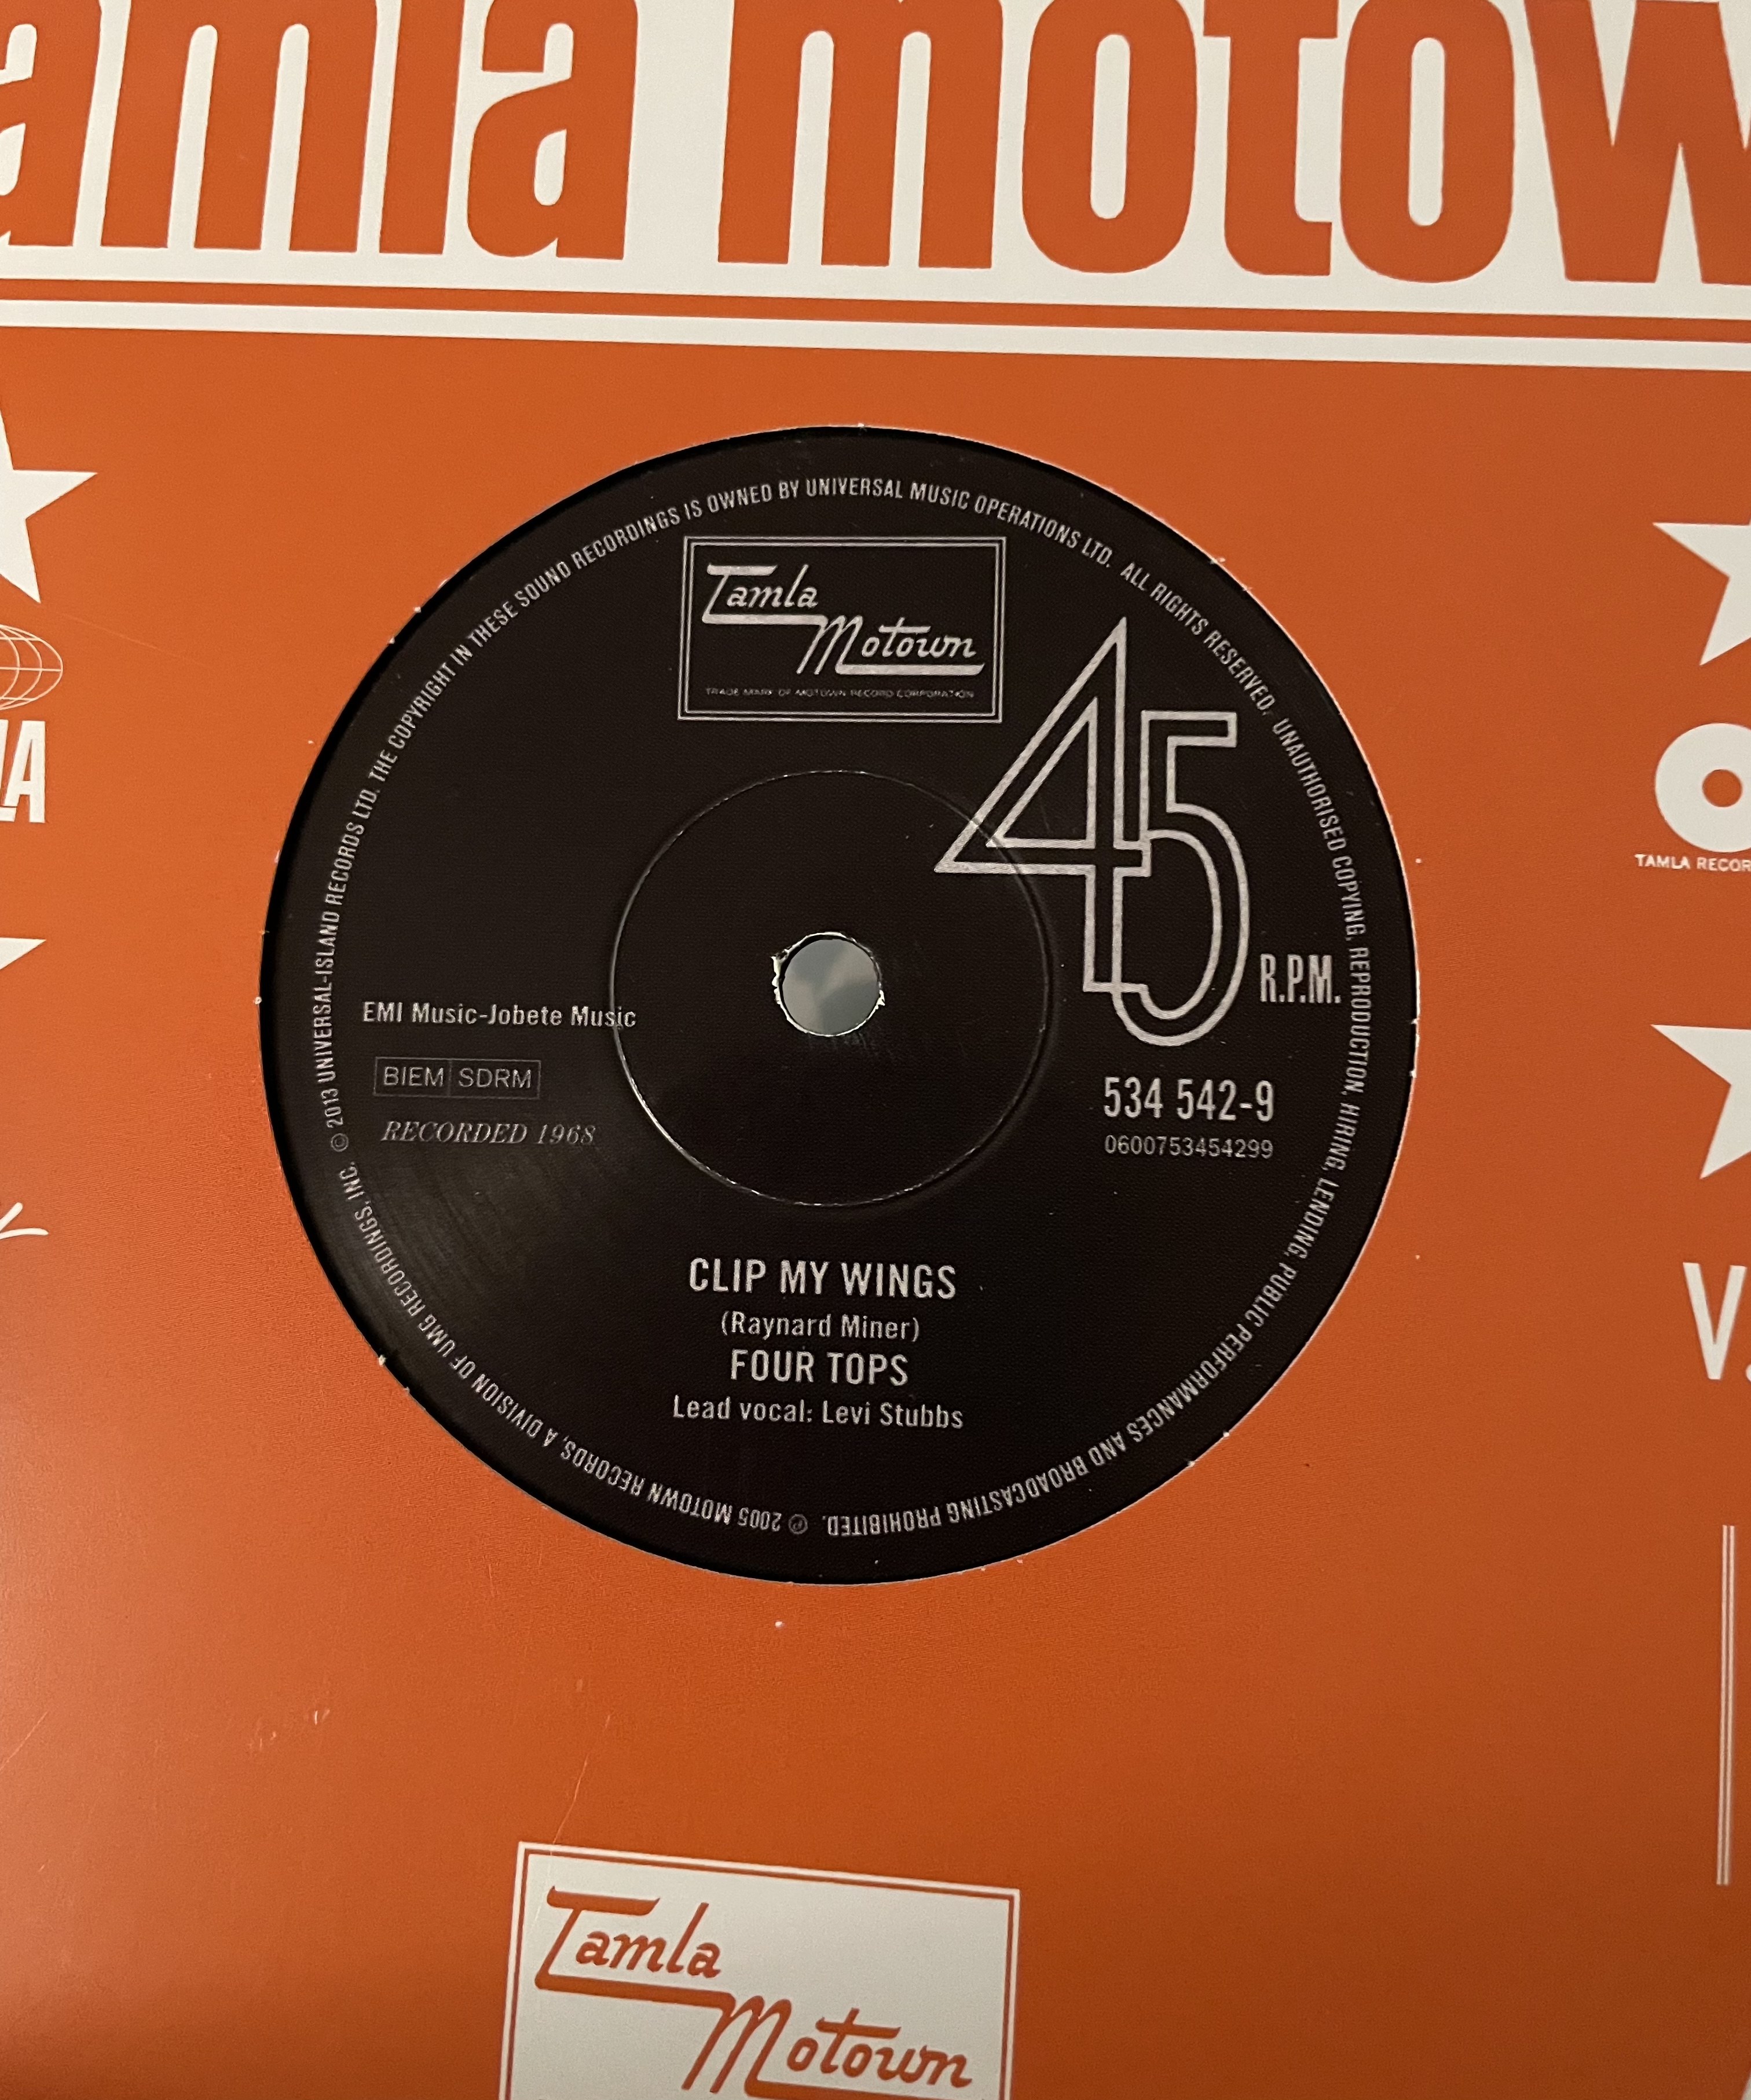 amla motow
Tamla
Motown
TRADE MARK OF MOTOWN RECORD CORPORATION
45
R.P.M.
EMI Music-Jobete Music
BIEM SDRM
RECORDED 1968
534 542-9
0600753454299
CLIP MY WINGS
(Raynard Miner)
FOUR TOPS
Lead vocal: Levi Stubbs
℗ 2005 MOTOWN RECORDS, A DIVISION OF UMG RECORDINGS, INC. © 2013 UNIVERSAL-ISLAND RECORDS LTD. THE COPYRIGHT IN THESE SOUND RECORDINGS IS OWNED BY UNIVERSAL MUSIC OPERATIONS LTD. ALL RIGHTS RESERVED. UNAUTHORISED COPYING, REPRODUCTION, HIRING, LENDING, PUBLIC PERFORMANCES AND BROADCASTING PROHIBITED.
LA
TAMLA RECOR
V.
Tamla
Motown